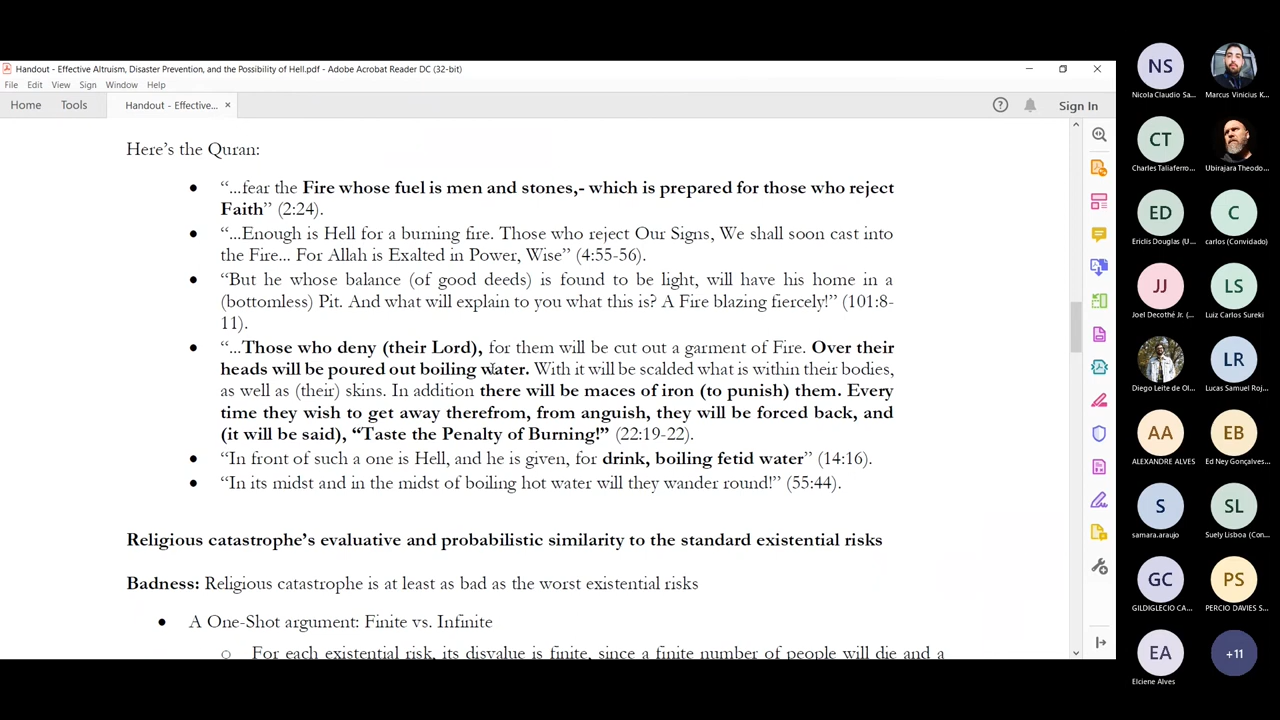 Handout - Effective Altruism, Disaster Prevention, and the Possibility of Hell.pdf - Adobe Acrobat Reader DC (32-bit)
File Edit View Sign Window Help
Home Tools Handout - Effective... × Sign In
Here's the Quran:
• "...fear the Fire whose fuel is men and stones,- which is prepared for those who reject
Faith" (2:24).
• "...Enough is Hell for a burning fire. Those who reject Our Signs, We shall soon cast into
the Fire... For Allah is Exalted in Power, Wise" (4:55-56).
• "But he whose balance (of good deeds) is found to be light, will have his home in a
(bottomless) Pit. And what will explain to you what this is? A Fire blazing fiercely!" (101:8-
11).
• "...Those who deny (their Lord), for them will be cut out a garment of Fire. Over their
heads will be poured out boiling water. With it will be scalded what is within their bodies,
as well as (their) skins. In addition there will be maces of iron (to punish) them. Every
time they wish to get away therefrom, from anguish, they will be forced back, and
(it will be said), "Taste the Penalty of Burning!" (22:19-22).
• "In front of such a one is Hell, and he is given, for drink, boiling fetid water" (14:16).
• "In its midst and in the midst of boiling hot water will they wander round!" (55:44).
Religious catastrophe's evaluative and probabilistic similarity to the standard existential risks
Badness: Religious catastrophe is at least as bad as the worst existential risks
• A One-Shot argument: Finite vs. Infinite
o For each existential risk, its disvalue is finite, since a finite number of people will die and a
NS
Nicola Claudio Sa...
Marcus Vinicius K...
CT
Charles Taliaferro...
Ubirajara Theodo...
ED
Ericlis Douglas (U...
C
carlos (Convidado)
JJ
Joel Decothé Jr. (...
LS
Luiz Carlos Sureki
Diego Leite de Ol...
LR
Lucas Samuel Roj...
AA
ALEXANDRE ALVES
EB
Ed Ney Gonçalves...
S
samara.araujo
SL
Suely Lisboa (Con...
GC
GILDIGLECIO CA...
PS
PERCIO DAVIES S...
EA
Elciene Alves
+11